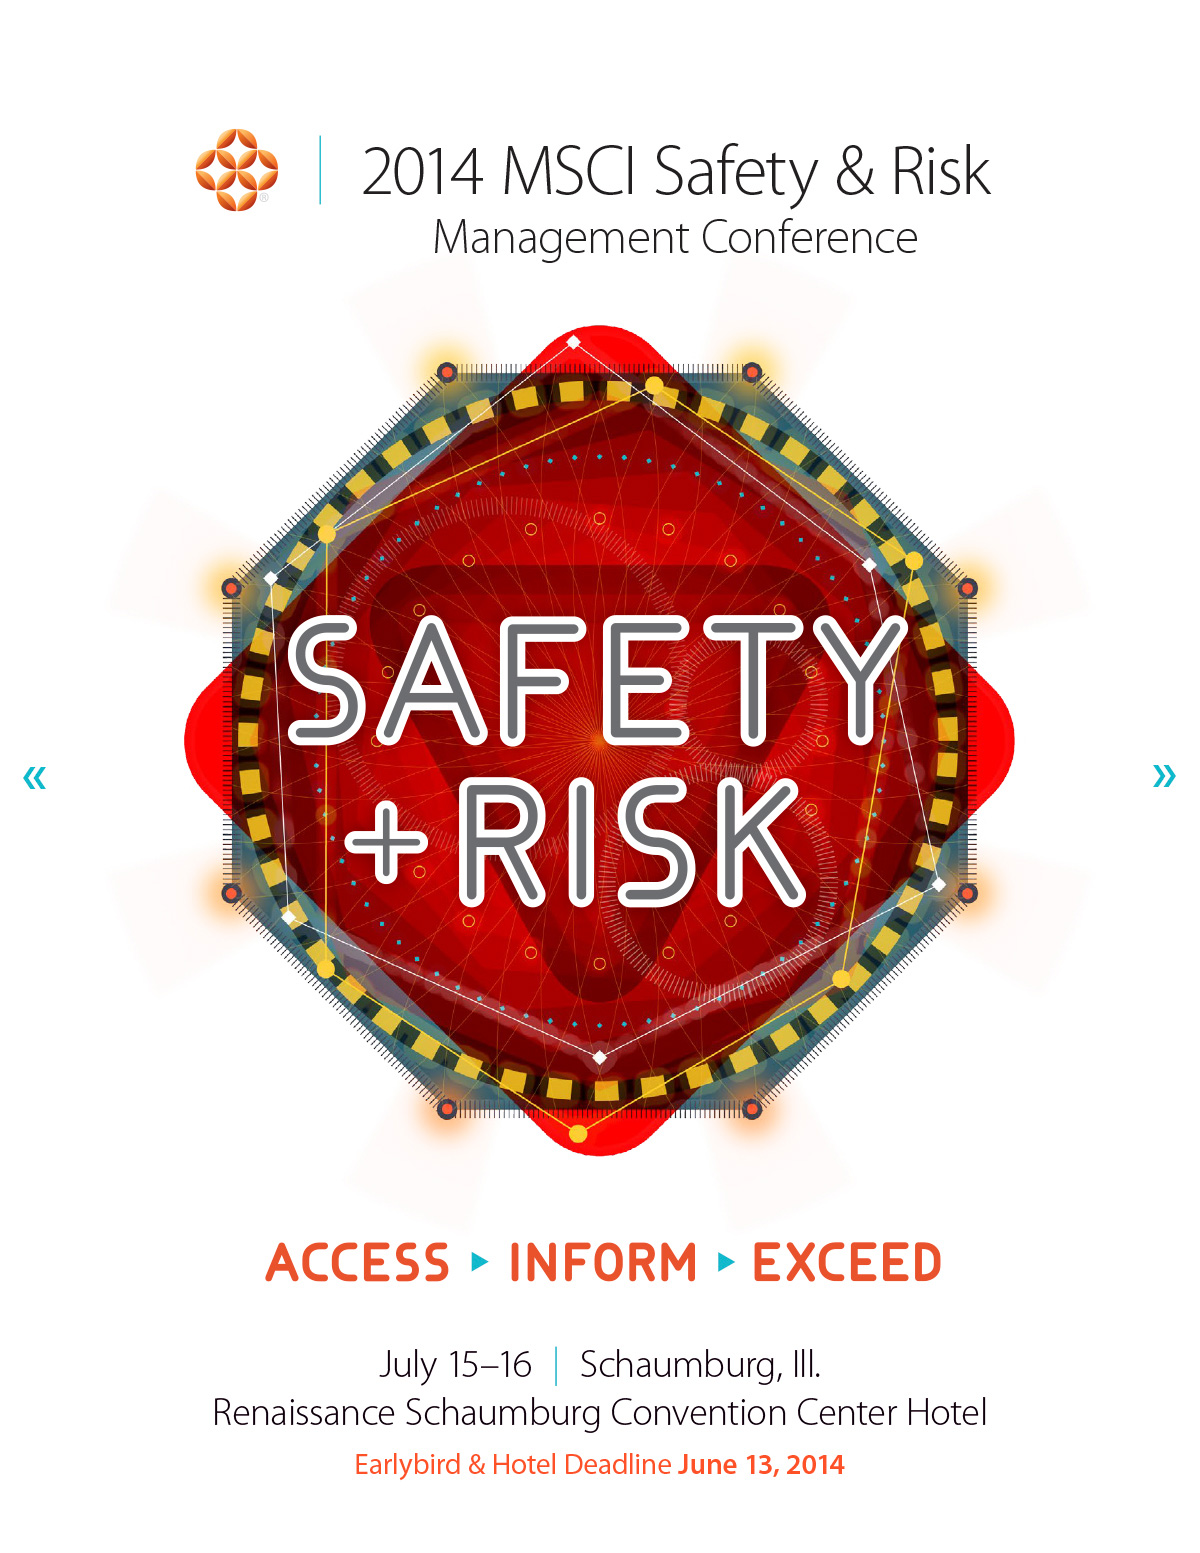 ®
2014 MSCI Safety & Risk
Management Conference
SAFETY
+RISK
«
»
ACCESS ▸ INFORM ▸ EXCEED
July 15–16 | Schaumburg, Ill.
Renaissance Schaumburg Convention Center Hotel
Earlybird & Hotel Deadline June 13, 2014